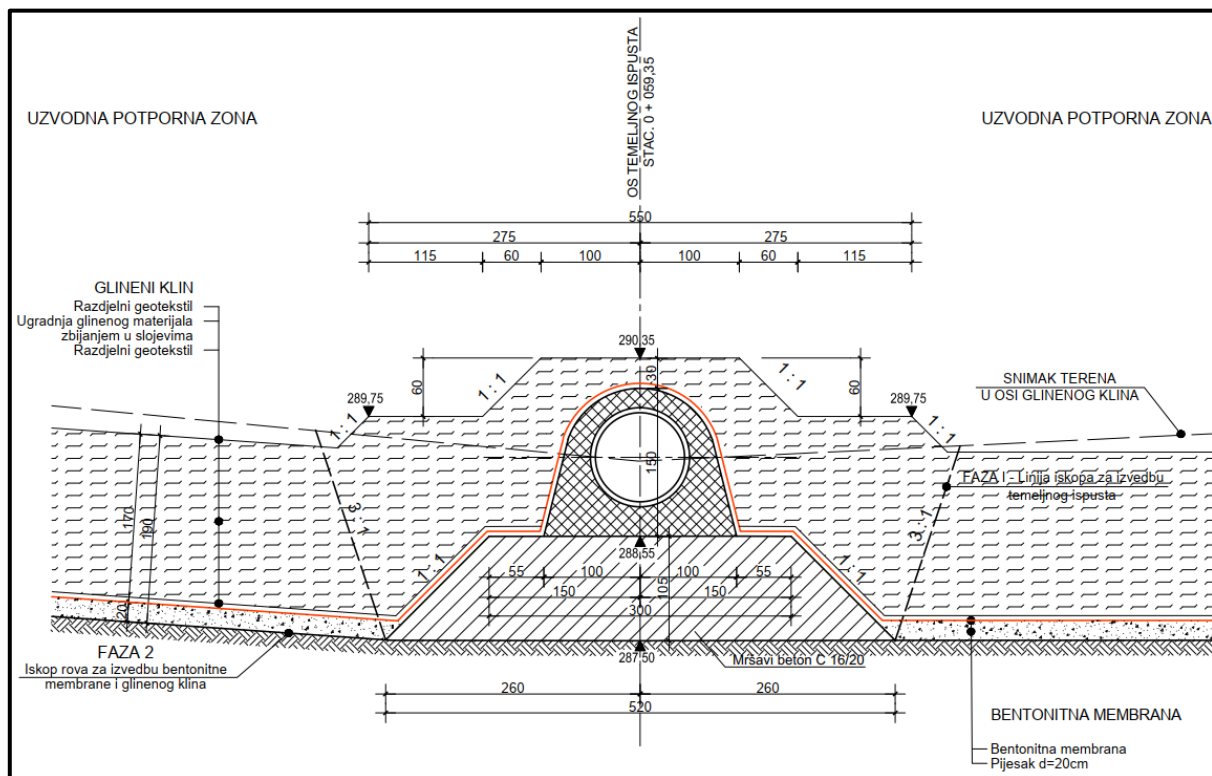 OS TEMELJNOG ISPUSTA
STAC. 0 + 059,35
UZVODNA POTPORNA ZONA
UZVODNA POTPORNA ZONA
550
275
275
115
60
100
100
60
115
GLINENI KLIN
Razdjelni geotekstil
Ugradnja glinenog materijala
zbijanjem u slojevima
Razdjelni geotekstil
290,35
30
60
1 : 1
1 : 1
60
289,75
289,75
1 : 1
1 : 1
SNIMAK TERENA
U OSI GLINENOG KLINA
150
FAZA I - Linija iskopa za izvedbu
temeljnog ispusta
170
190
3 : 1
3 : 1
288,55
1 : 1
1 : 1
55
100
100
55
105
150
150
300
20
FAZA 2
Iskop rova za izvedbu bentonitne
membrane i glinenog klina
287,50
Mršavi beton C 16/20
260
260
520
BENTONITNA MEMBRANA
Bentonitna membrana
Pijesak d=20cm